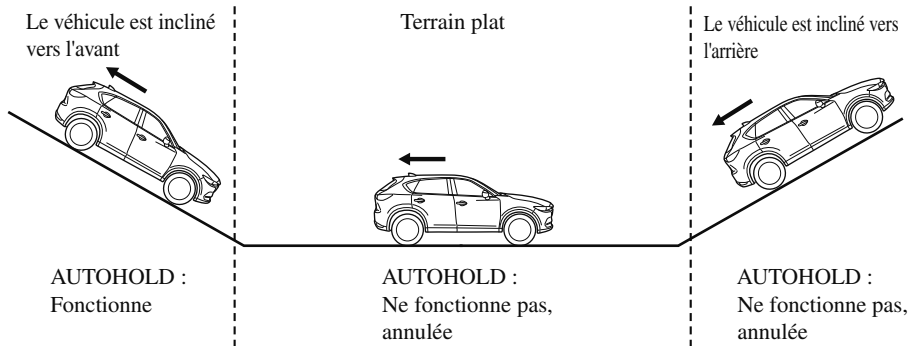 Le véhicule est incliné
vers l'avant
Terrain plat
Le véhicule est incliné vers
l'arrière
AUTOHOLD :
Fonctionne
AUTOHOLD :
Ne fonctionne pas,
annulée
AUTOHOLD :
Ne fonctionne pas,
annulée